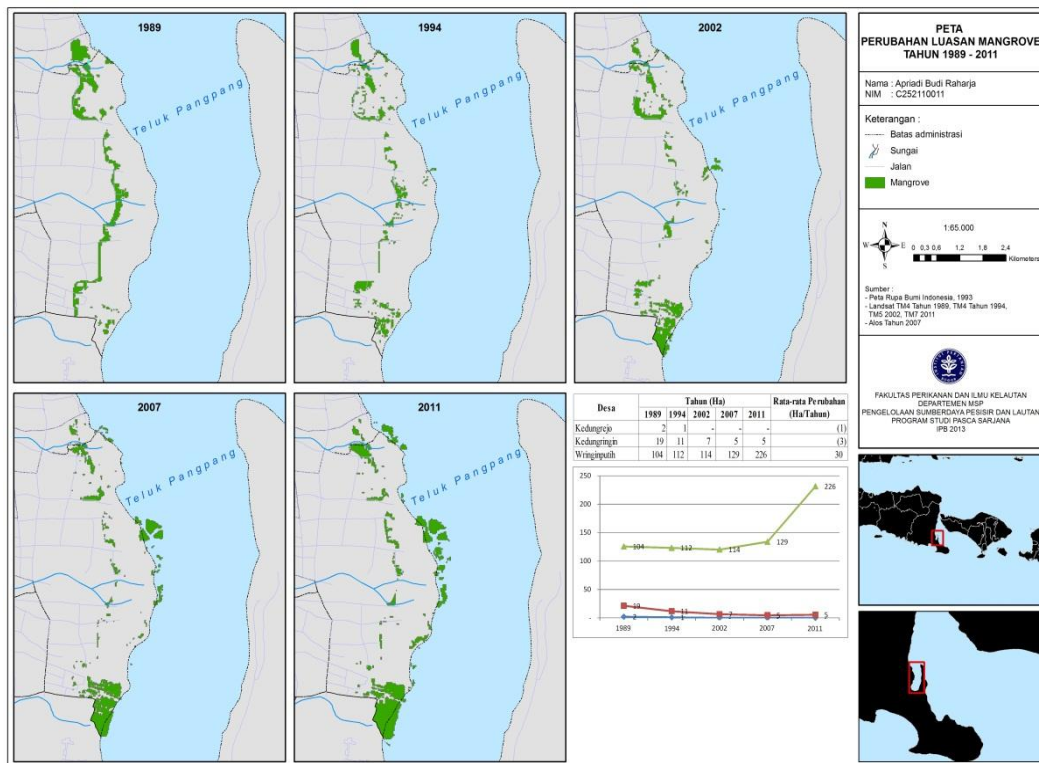 1989
Teluk Pangpang
1994
Teluk Pangpang
2002
Teluk Pangpang
2007
Teluk Pangpang
2011
Teluk Pangpang
Desa Tahun (Ha) Rata-rata Perubahan (Ha/Tahun)
1989 1994 2002 2007 2011
Kedungrejo 2 1 - - - (1)
Kedungringin 19 11 7 5 5 (3)
Wringinputih 104 112 114 129 226 30
250
200
150
100
50
-
104 112 114 129 226
19 11 7 5 5
2 1
1989 1994 2002 2007 2011
PETA
PERUBAHAN LUASAN MANGROVE
TAHUN 1989 - 2011
Nama : Apriadi Budi Raharja
NIM : C252110011
Keterangan :
Batas administrasi
Sungai
Jalan
Mangrove
N
W E
S
1:65.000
0 0,3 0,6 1,2 1,8 2,4
Kilometers
Sumber :
- Peta Rupa Bumi Indonesia, 1993
- Landsat TM4 Tahun 1989, TM4 Tahun 1994,
TM5 2002, TM7 2011
- Alos Tahun 2007
FAKULTAS PERIKANAN DAN ILMU KELAUTAN
DEPARTEMEN MSP
PENGELOLAAN SUMBERDAYA PESISIR DAN LAUTAN
PROGRAM STUDI PASCA SARJANA
IPB 2013